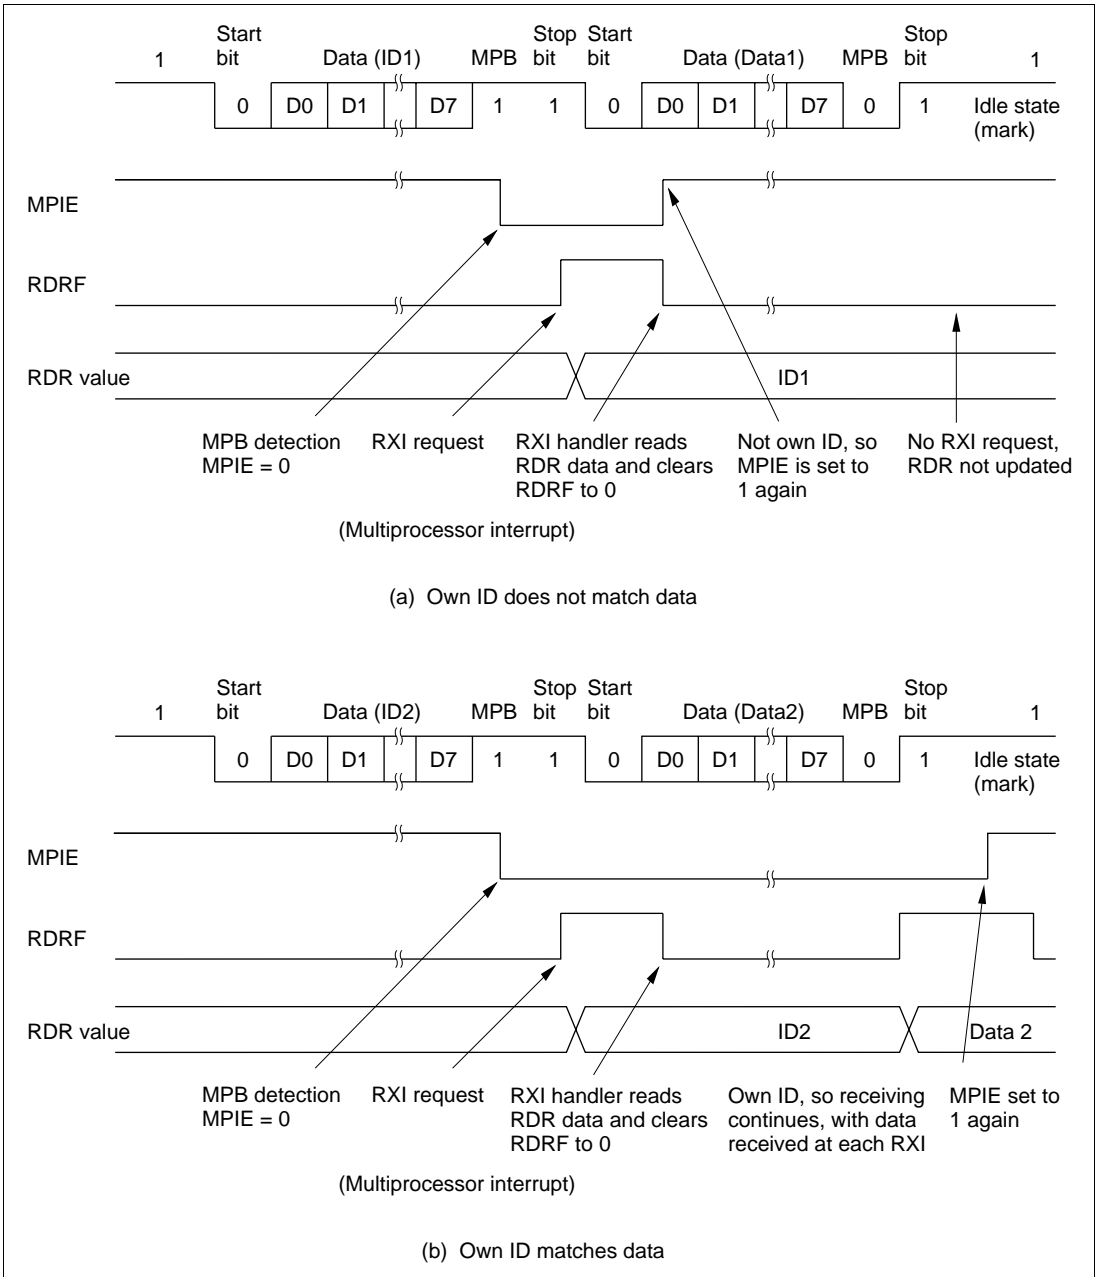 Start Stop Start Stop
1 bit Data (ID1) MPB bit bit Data (Data1) MPB bit 1
0 D0 D1 D7 1 1 0 D0 D1 D7 0 1 Idle state
(mark)
MPIE
RDRF
RDR value ID1
MPB detection RXI request RXI handler reads Not own ID, so No RXI request,
MPIE = 0 RDR data and clears MPIE is set to RDR not updated
RDRF to 0 1 again
(Multiprocessor interrupt)
(a) Own ID does not match data
Start Stop Start Stop
1 bit Data (ID2) MPB bit bit Data (Data2) MPB bit 1
0 D0 D1 D7 1 1 0 D0 D1 D7 0 1 Idle state
(mark)
MPIE
RDRF
RDR value ID2 Data 2
MPB detection RXI request RXI handler reads Own ID, so receiving MPIE set to
MPIE = 0 RDR data and clears continues, with data 1 again
RDRF to 0 received at each RXI
(Multiprocessor interrupt)
(b) Own ID matches data